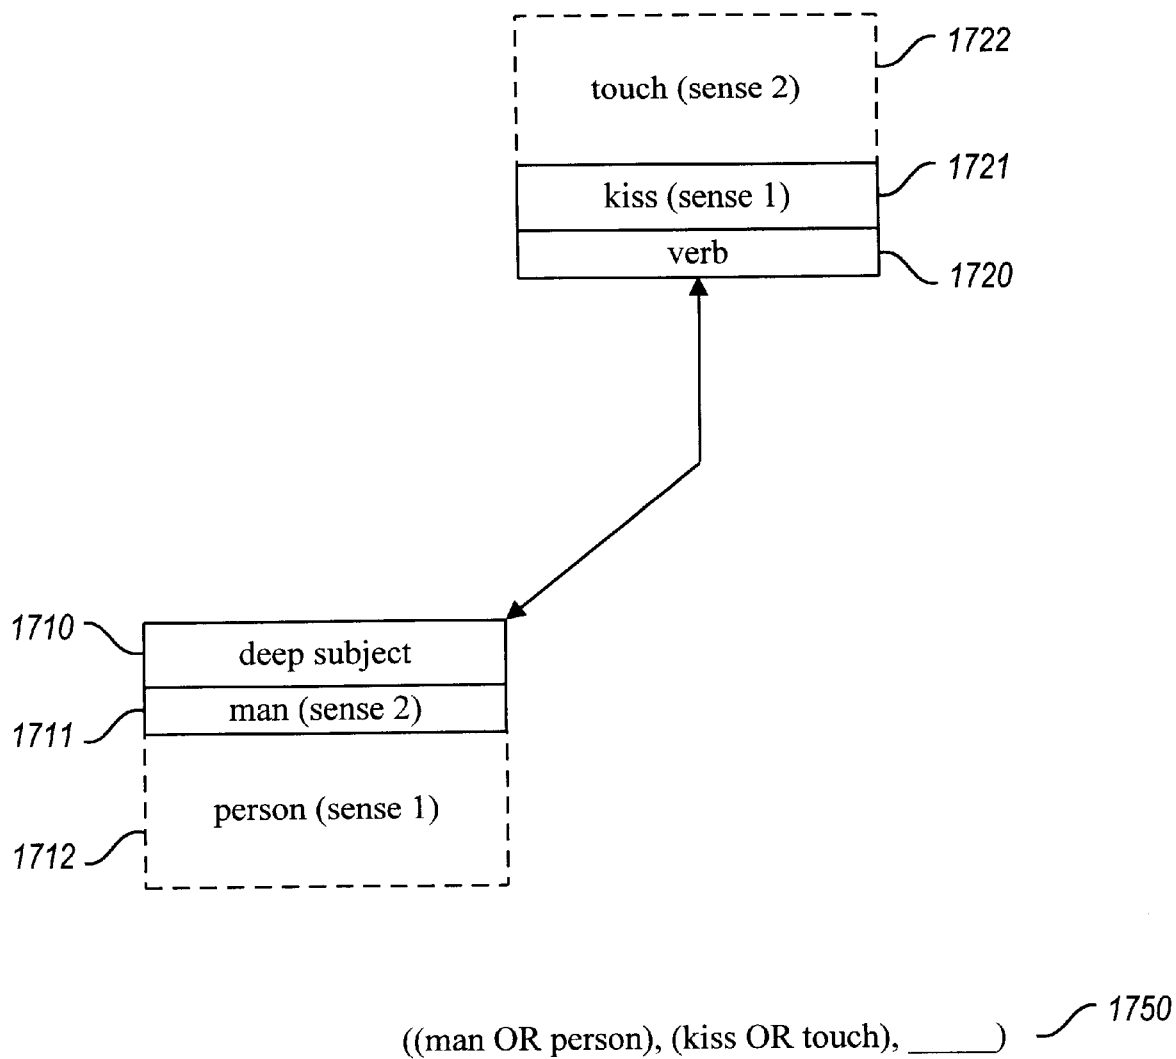 1722
touch (sense 2)
1721
kiss (sense 1)
verb
1720
1710
deep subject
man (sense 2)
1711
person (sense 1)
1712
1750
((man OR person), (kiss OR touch), _____)